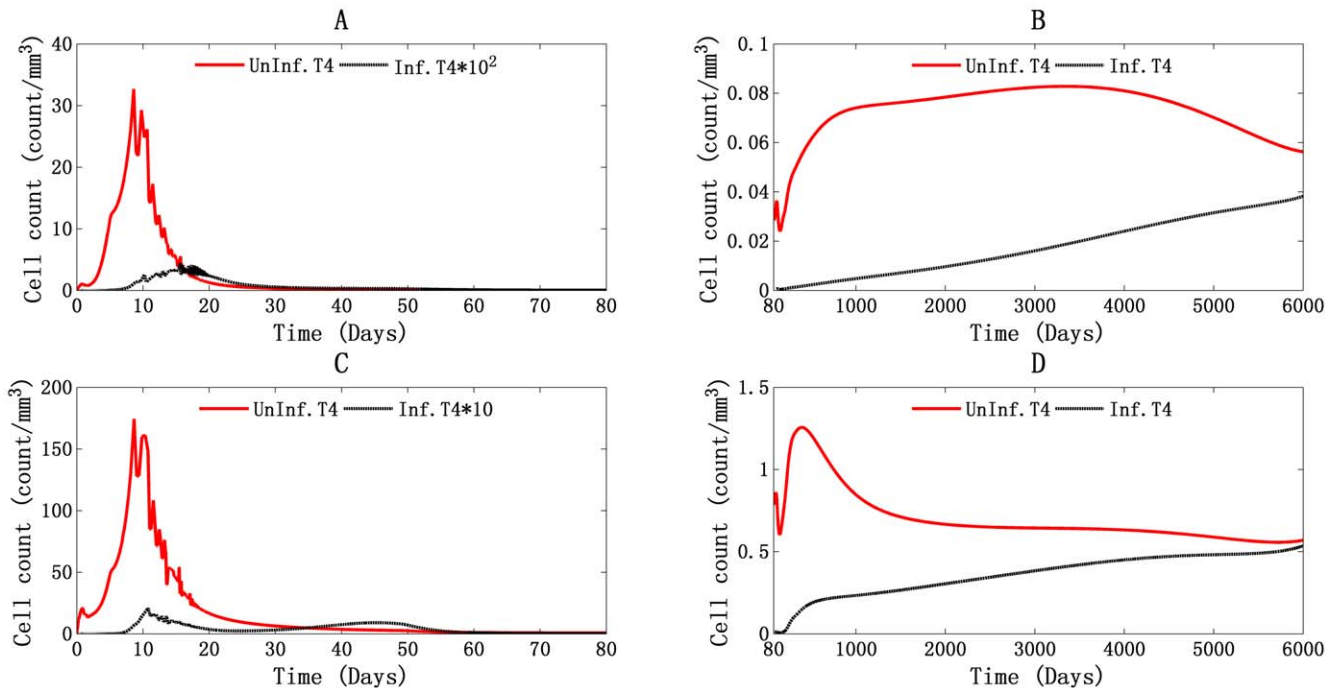 A
Cell count (count/mm³)
40
30
20
10
0
UnInf.T4 Inf.T4*10²
0 10 20 30 40 50 60 70 80
Time (Days)
B
Cell count (count/mm³)
0.1
0.08
0.06
0.04
0.02
0
UnInf.T4 Inf.T4
80 1000 2000 3000 4000 5000 6000
Time (Days)
C
Cell count (count/mm³)
200
150
100
50
0
UnInf.T4 Inf.T4*10
0 10 20 30 40 50 60 70 80
Time (Days)
D
Cell count (count/mm³)
1.5
1
0.5
0
UnInf.T4 Inf.T4
80 1000 2000 3000 4000 5000 6000
Time (Days)